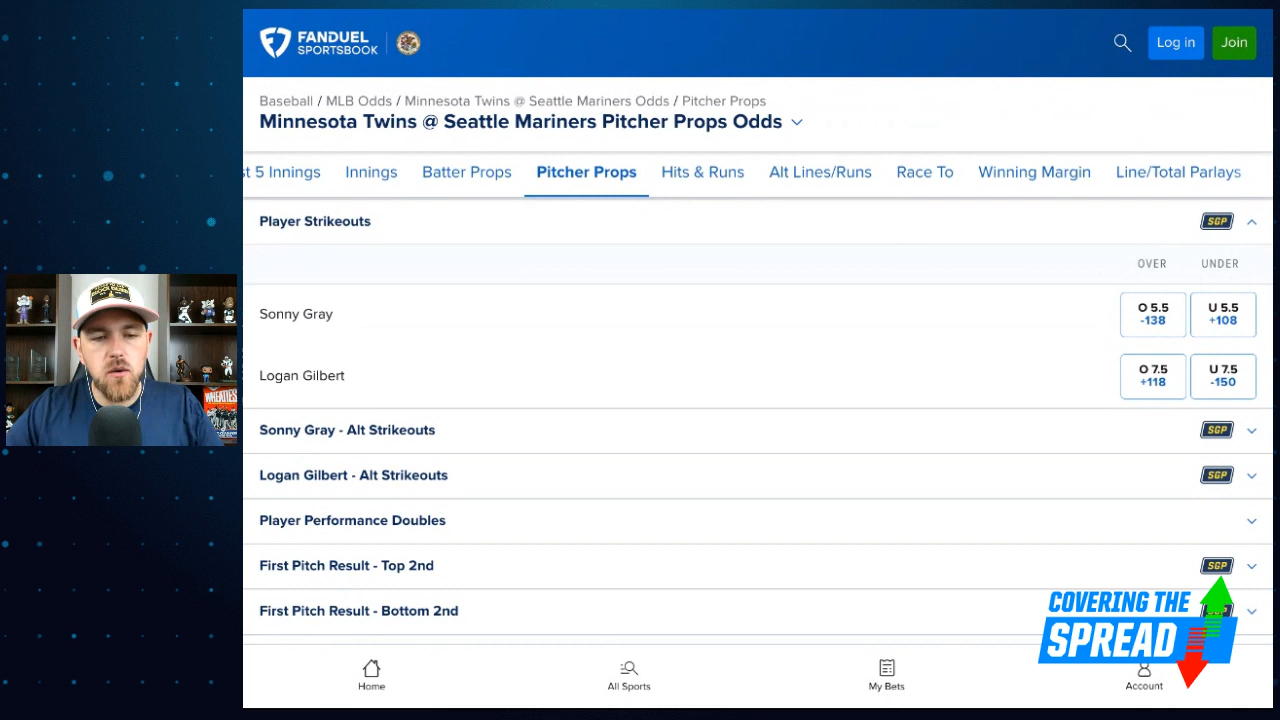 FANDUEL
SPORTSBOOK
Log in
Join
Baseball / MLB Odds / Minnesota Twins @ Seattle Mariners Odds / Pitcher Props
Minnesota Twins @ Seattle Mariners Pitcher Props Odds
st 5 Innings Innings Batter Props Pitcher Props Hits & Runs Alt Lines/Runs Race To Winning Margin Line/Total Parlays
Player Strikeouts SGP
OVER UNDER
Sonny Gray
O 5.5 U 5.5
-138 +108
Logan Gilbert
O 7.5 U 7.5
+118 -150
Sonny Gray - Alt Strikeouts SGP
Logan Gilbert - Alt Strikeouts SGP
Player Performance Doubles
First Pitch Result - Top 2nd SGP
First Pitch Result - Bottom 2nd
COVERING THE
SPREAD
Home All Sports My Bets Account
WHEATIES